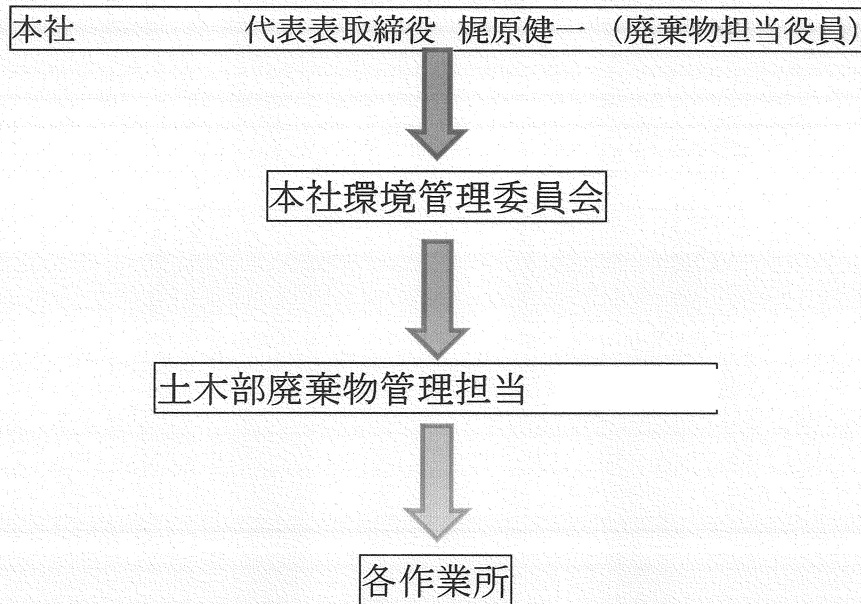 本社　代表表取締役　梶原健一　（廃棄物担当役員）
本社環境管理委員会
土木部廃棄物管理担当
各作業所